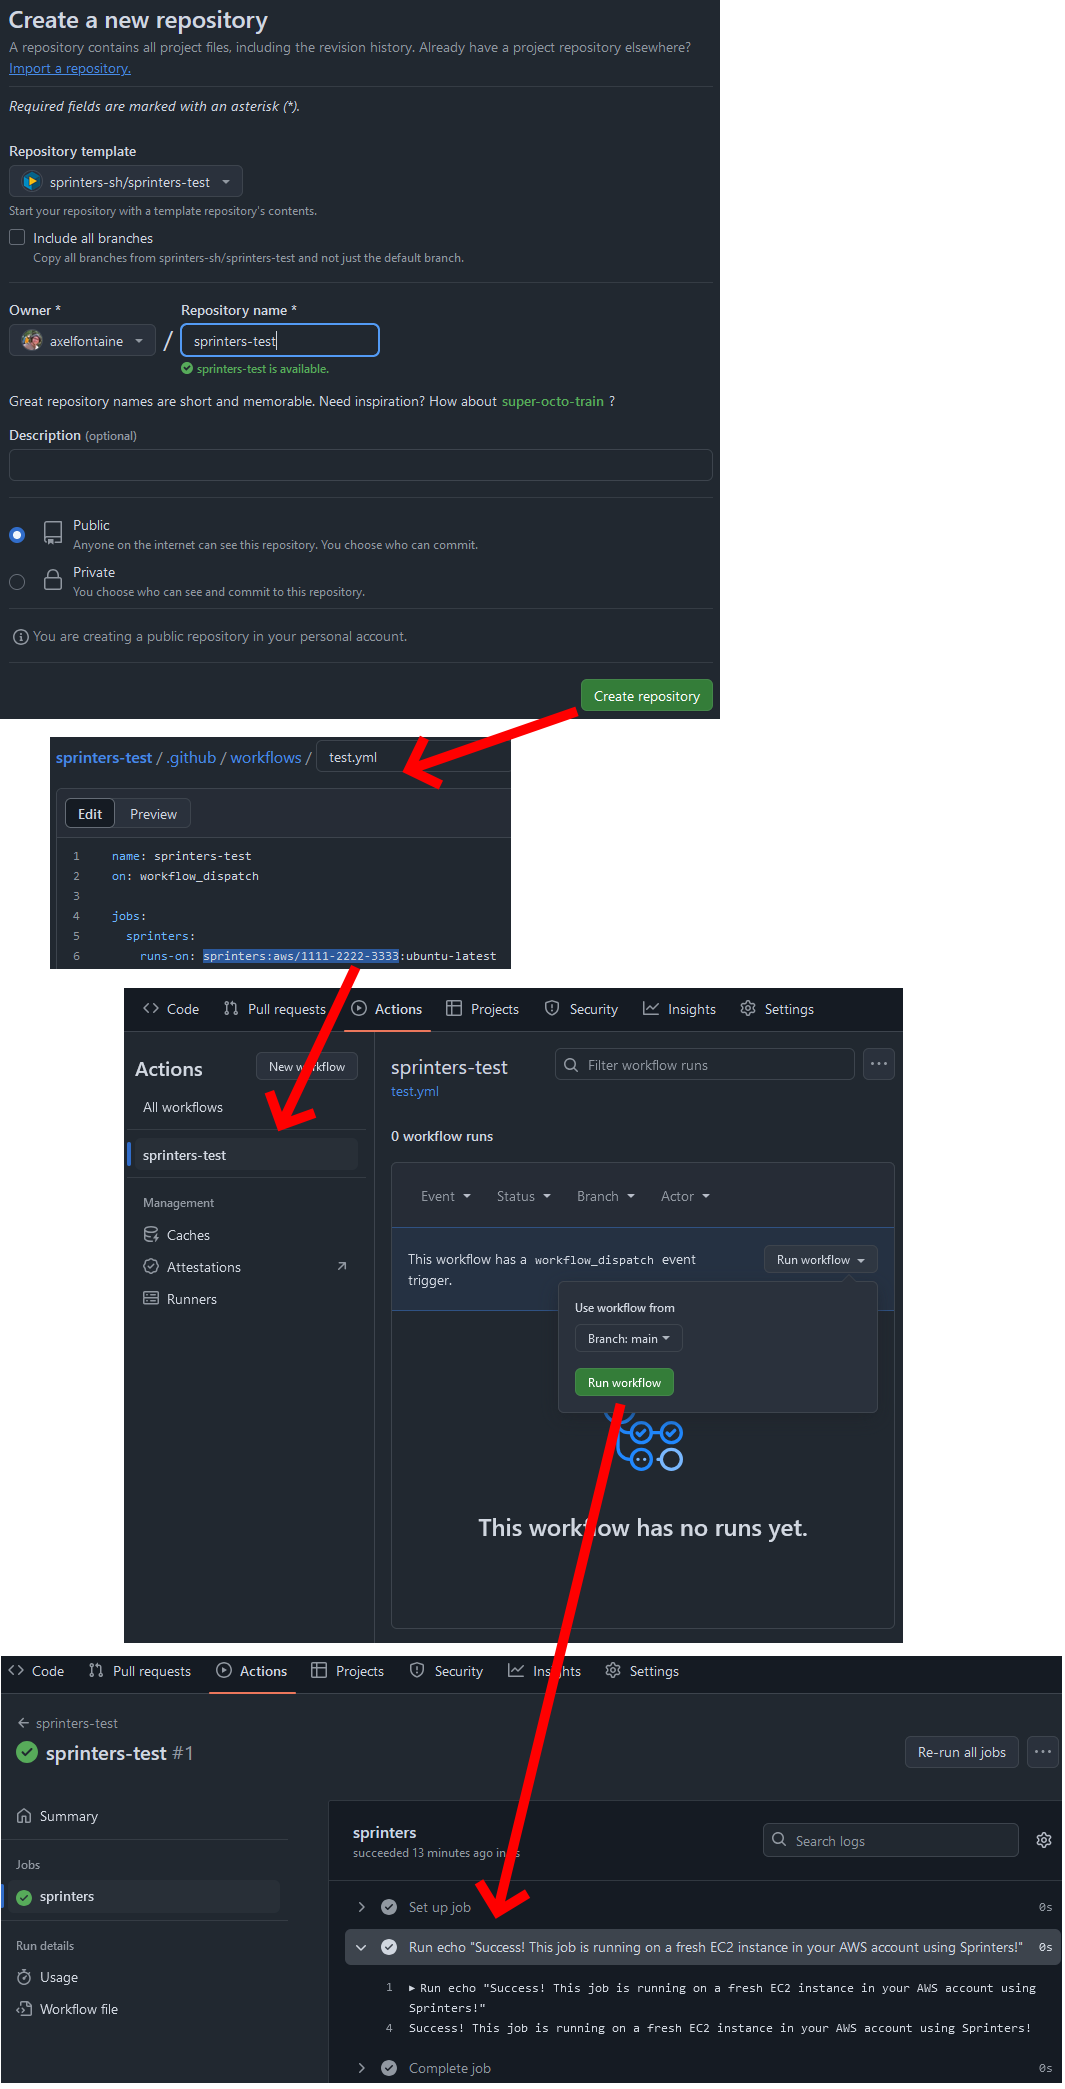 Create a new repository
A repository contains all project files, including the revision history. Already have a project repository elsewhere?
Import a repository.
Required fields are marked with an asterisk (*).
Repository template
sprinters-sh/sprinters-test
Start your repository with a template repository's contents.
Include all branches
Copy all branches from sprinters-sh/sprinters-test and not just the default branch.
Owner * Repository name *
axelfontaine / sprinters-test
sprinters-test is available.
Great repository names are short and memorable. Need inspiration? How about super-octo-train ?
Description (optional)
Public
Anyone on the internet can see this repository. You choose who can commit.
Private
You choose who can see and commit to this repository.
You are creating a public repository in your personal account.
Create repository
sprinters-test / .github / workflows / test.yml
Edit Preview
1 name: sprinters-test
2 on: workflow_dispatch
3
4 jobs:
5 sprinters:
6 runs-on: sprinters:aws/1111-2222-3333:ubuntu-latest
Code Pull requests Actions Projects Security Insights Settings
Actions New workflow
All workflows
sprinters-test
Management
Caches
Attestations
Runners
sprinters-test Filter workflow runs
test.yml
0 workflow runs
Event Status Branch Actor
This workflow has a workflow_dispatch event
trigger.
Run workflow
Use workflow from
Branch: main
Run workflow
This workflow has no runs yet.
Code Pull requests Actions Projects Security Insights Settings
sprinters-test
sprinters-test #1 Re-run all jobs
Summary
Jobs
sprinters
Run details
Usage
Workflow file
sprinters
succeeded 13 minutes ago in
Search logs
Set up job 0s
Run echo "Success! This job is running on a fresh EC2 instance in your AWS account using Sprinters!" 0s
1 ▸ Run echo "Success! This job is running on a fresh EC2 instance in your AWS account using
Sprinters!"
4 Success! This job is running on a fresh EC2 instance in your AWS account using Sprinters!
Complete job 0s